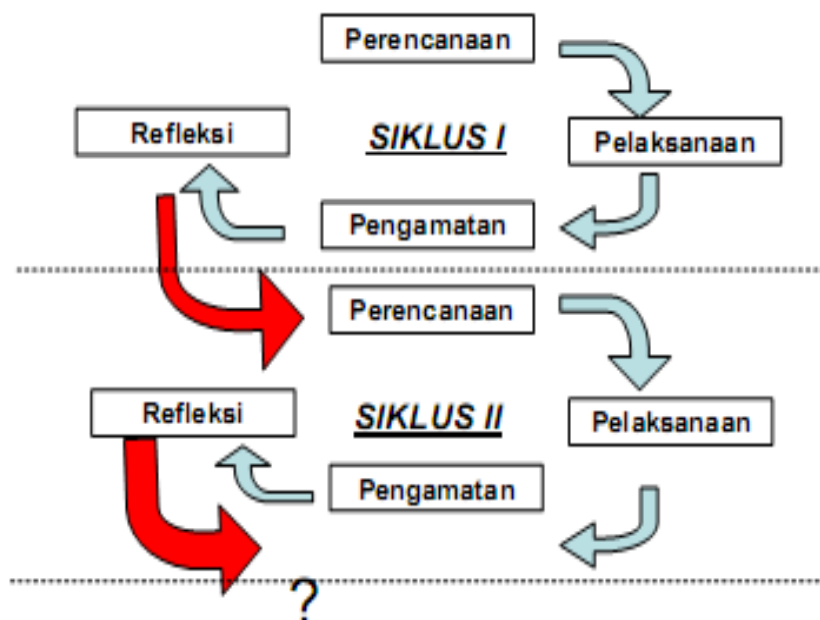 Perencanaan
Refleksi
SIKLUS I
Pelaksanaan
Pengamatan
Perencanaan
Refleksi
SIKLUS II
Pelaksanaan
Pengamatan
?